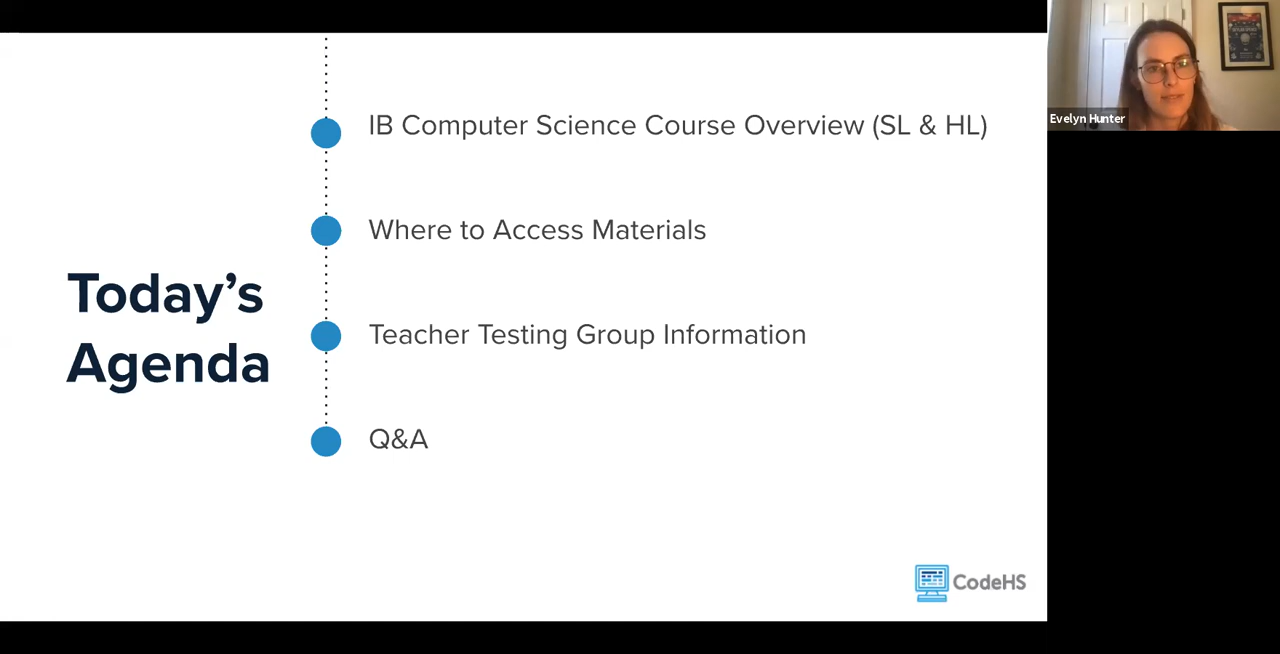 IB Computer Science Course Overview (SL & HL)
Where to Access Materials
Today's
Agenda
Teacher Testing Group Information
Q&A
CodeHS
Evelyn Hunter